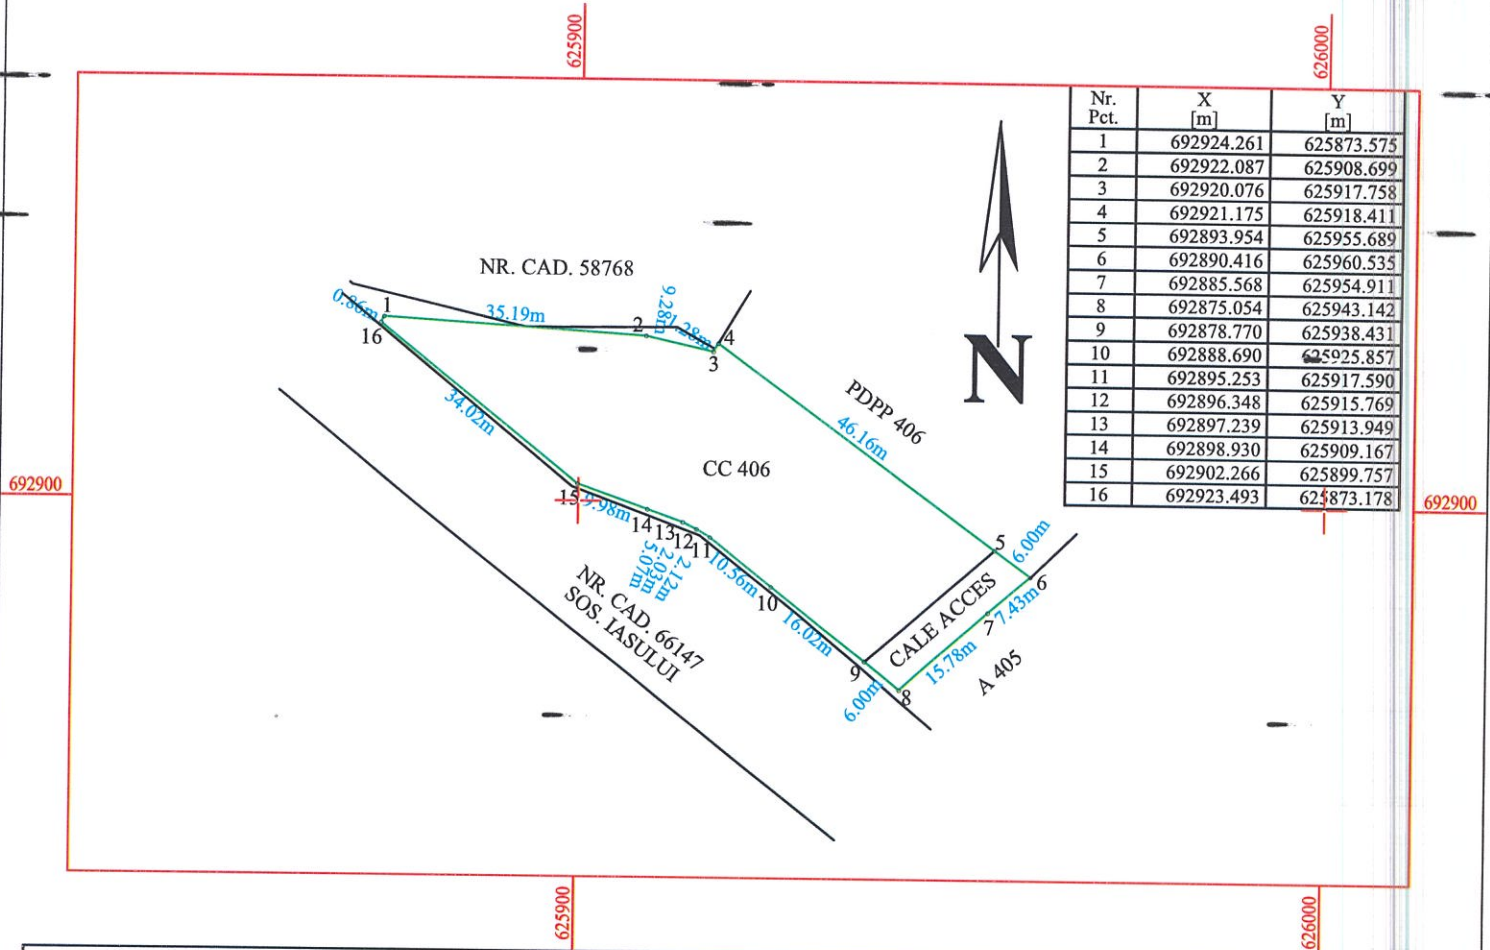 625900
626000
Nr. Pct. X [m] Y [m]
1 692924.261 625873.575
2 692922.087 625908.699
3 692920.076 625917.758
4 692921.175 625918.411
5 692893.954 625955.689
6 692890.416 625960.535
7 692885.568 625954.911
8 692875.054 625943.142
9 692878.770 625938.431
10 692888.690 625925.857
11 692895.253 625917.590
12 692896.348 625915.769
13 692897.239 625913.949
14 692898.930 625909.167
15 692902.266 625899.757
16 692923.493 625873.178
NR. CAD. 58768
0.86m
1
35.19m
2
9.28m
1.28m
4
16
3
N
34.02m
PDPP 406
46.16m
CC 406
692900
692900
15
9.98m
14
13
12
11
5
6.00m
5.07m
2.03m
2.12m
10.56m
10
6
7.43m
7
NR. CAD. 66147
SOS. IASULUI
16.02m
CALE ACCES
15.78m
A 405
9
8
6.00m
625900
626000